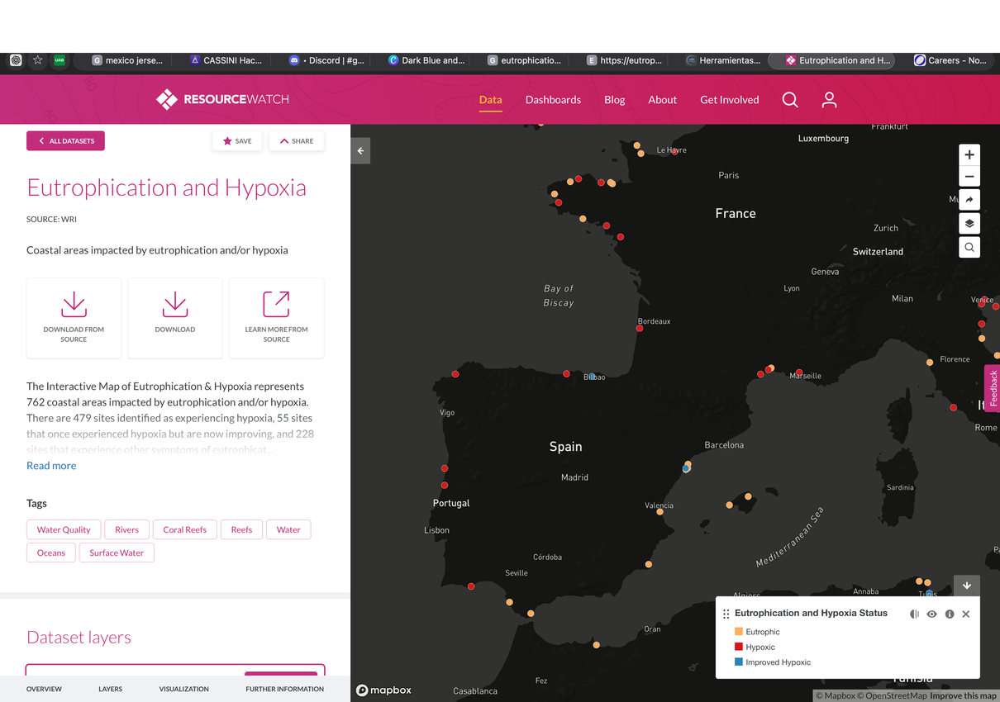 UAB
G mexico jerse...
CASSINI Hac...
• Discord | #g...
Dark Blue and...
G eutrophicatio...
E https://eutrop...
Herramientas...
Eutrophication and H...
Careers - No...
RESOURCEWATCH
Data
Dashboards
Blog
About
Get Involved
ALL DATASETS
SAVE
SHARE
Eutrophication and Hypoxia
SOURCE: WRI
Coastal areas impacted by eutrophication and/or hypoxia
DOWNLOAD FROM
SOURCE
DOWNLOAD
LEARN MORE FROM
SOURCE
The Interactive Map of Eutrophication & Hypoxia represents
762 coastal areas impacted by eutrophication and/or hypoxia.
There are 479 sites identified as experiencing hypoxia, 55 sites
that once experienced hypoxia but are now improving, and 228
sites that experience other symptoms of eutrophicat...
Read more
Tags
Water Quality
Rivers
Coral Reefs
Reefs
Water
Oceans
Surface Water
Dataset layers
OVERVIEW
LAYERS
VISUALIZATION
FURTHER INFORMATION
Frankfurt
Luxembourg
Le Havre
Paris
Mu
France
Zurich
Switzerland
Geneva
Lyon
Bay of
Biscay
Milan
Venice
Bordeaux
Florence
Bilbao
Marseille
Feedback
Vigo
It
Rome
Spain
Barcelona
Madrid
Sardinia
Portugal
Valencia
Lisbon
Mediterranean Sea
Córdoba
Seville
Pa
Algiers
Annaba
Tunis
Oran
Fez
Casablanca
Tunisia
Eutrophication and Hypoxia Status
Eutrophic
Hypoxic
Improved Hypoxic
mapbox
© Mapbox © OpenStreetMap Improve this map